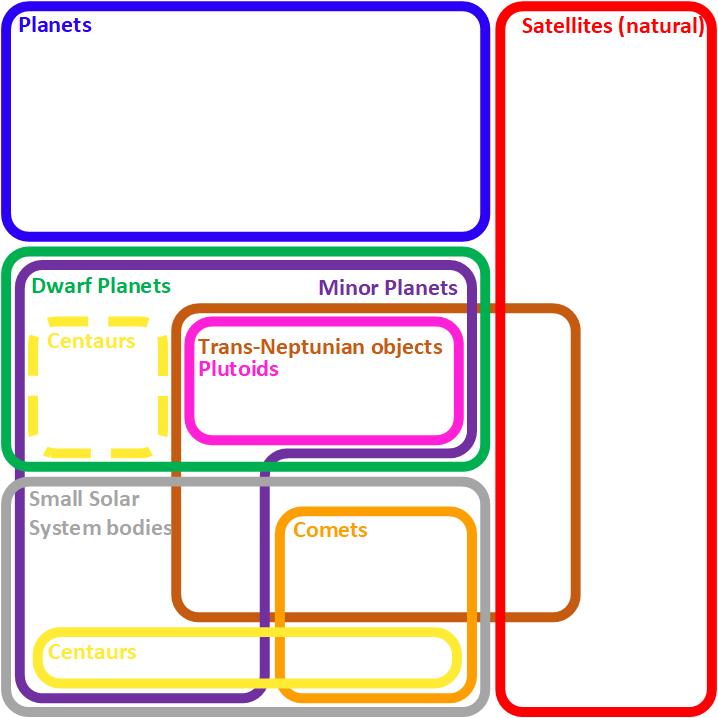 Planets
Satellites (natural)
Dwarf Planets
Minor Planets
Centaurs
Trans-Neptunian objects
Plutoids
Small Solar
System bodies
Comets
Centaurs